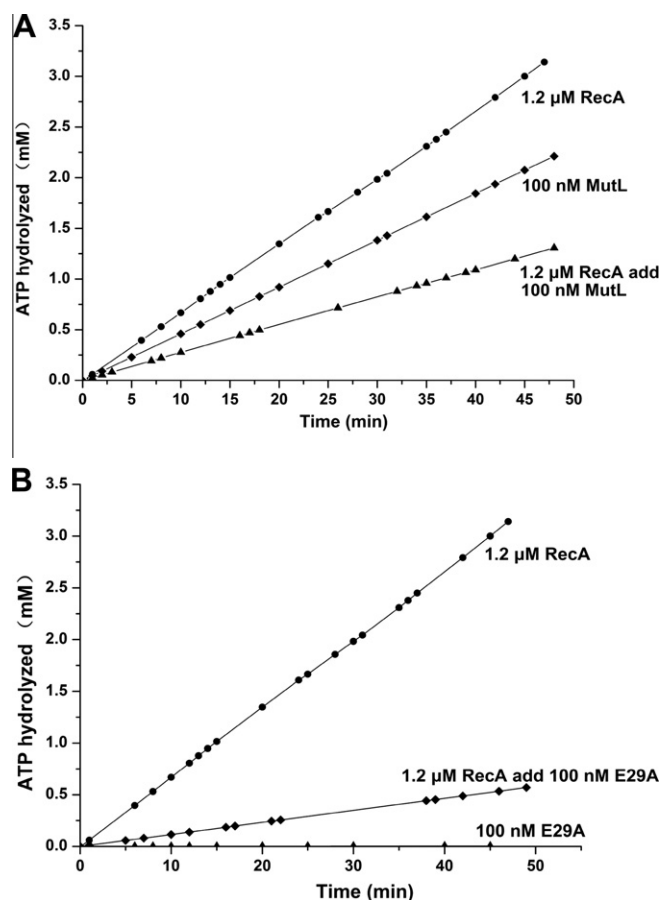 A
3.5
3.0
2.5
2.0
1.5
1.0
0.5
0.0
ATP hydrolyzed（mM）
1.2 μM RecA
100 nM MutL
1.2 μM RecA add
100 nM MutL
0 5 10 15 20 25 30 35 40 45 50
Time (min)
B
3.5
3.0
2.5
2.0
1.5
1.0
0.5
0.0
ATP hydrolyzed（mM）
1.2 μM RecA
1.2 μM RecA add 100 nM E29A
100 nM E29A
0 10 20 30 40 50
Time (min)